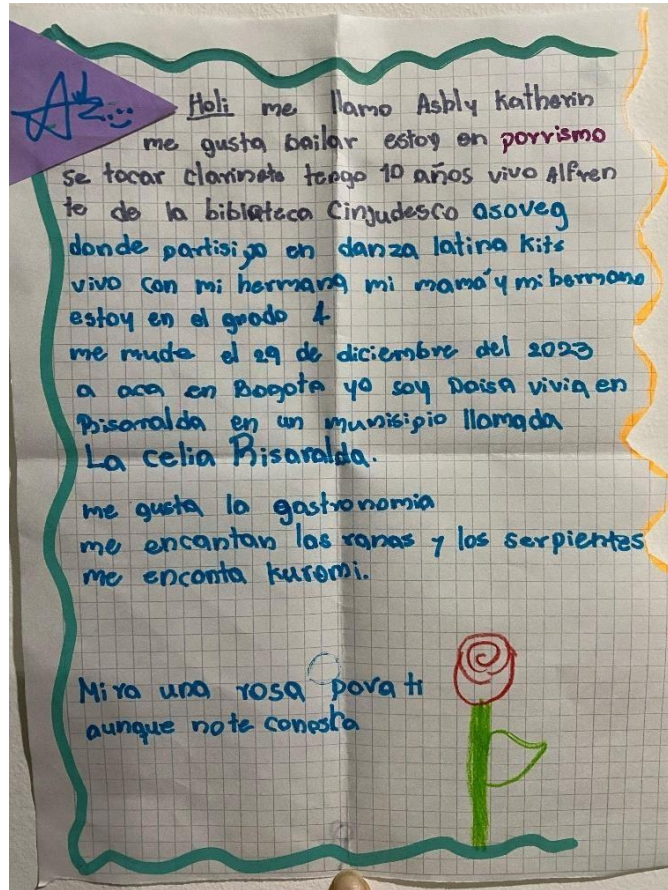 Holi me llamo Ashly Katherin
me gusta bailar estoy en porrismo
se tocar clarinete tengo 10 años vivo Alfren
te de la biblioteca Cinjudesco asoveg
donde partisipo en danza latina kits
vivo con mi hermana mi mamá y mi hermano
estoy en el grado 4
me mude el 29 de diciembre del 2023
a aca en Bogota yo soy Paisa vivia en
Risaralda en un munisipio llamada
La celia Risaralda.
me gusta la gastronomia
me encantan las ranas y los serpientes
me enconta kuromi.
Mira una rosa para ti
aunque no te conosca